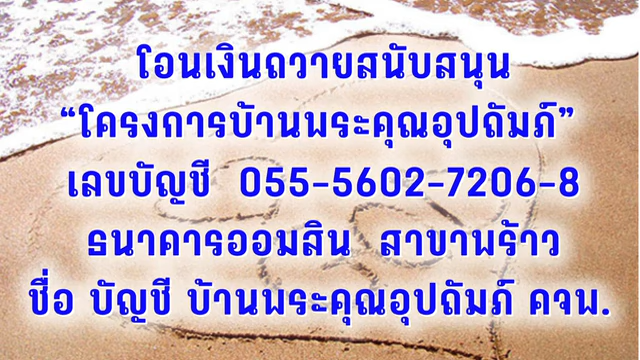 โอนเงินถวายสนับสนุน
“โครงการบ้านพระคุณอุปถัมภ์”
เลขบัญชี 055-5602-7206-8
ธนาคารออมสิน สาขาพร้าว
ชื่อ บัญชี บ้านพระคุณอุปถัมภ์ คจพ.